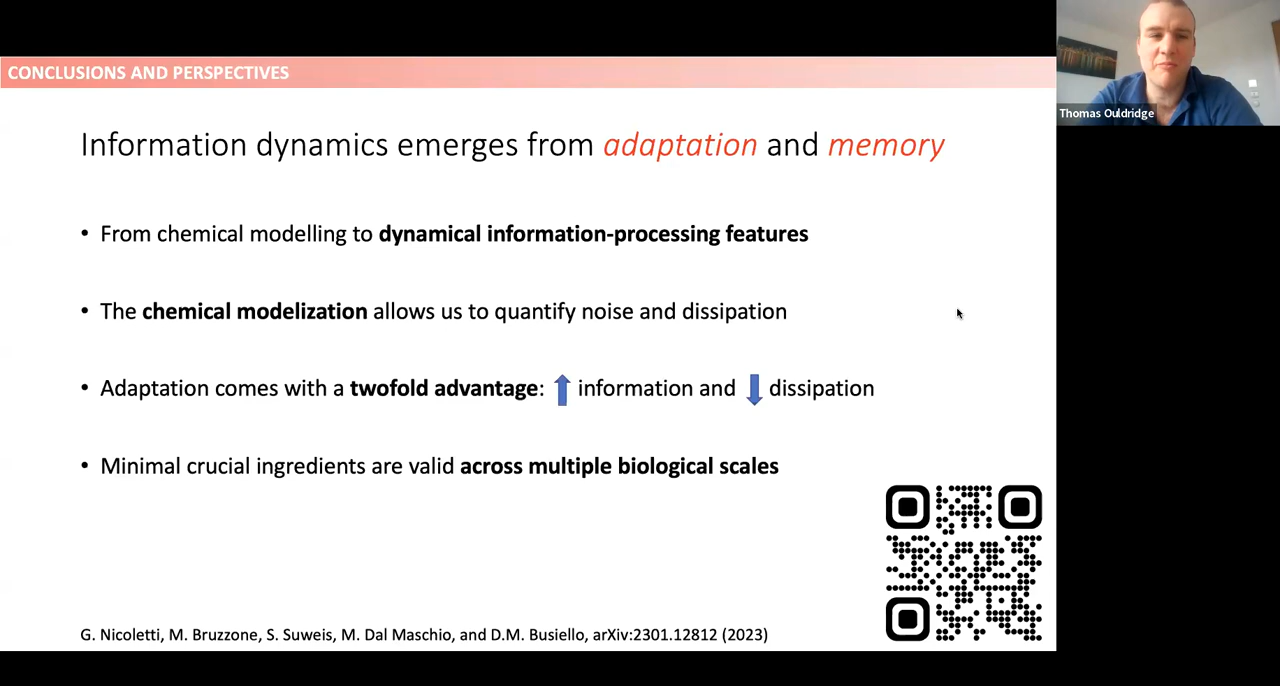 CONCLUSIONS AND PERSPECTIVES
Thomas Ouldridge
Information dynamics emerges from adaptation and memory
• From chemical modelling to dynamical information-processing features
• The chemical modelization allows us to quantify noise and dissipation
• Adaptation comes with a twofold advantage: information and dissipation
• Minimal crucial ingredients are valid across multiple biological scales
G. Nicoletti, M. Bruzzone, S. Suweis, M. Dal Maschio, and D.M. Busiello, arXiv:2301.12812 (2023)